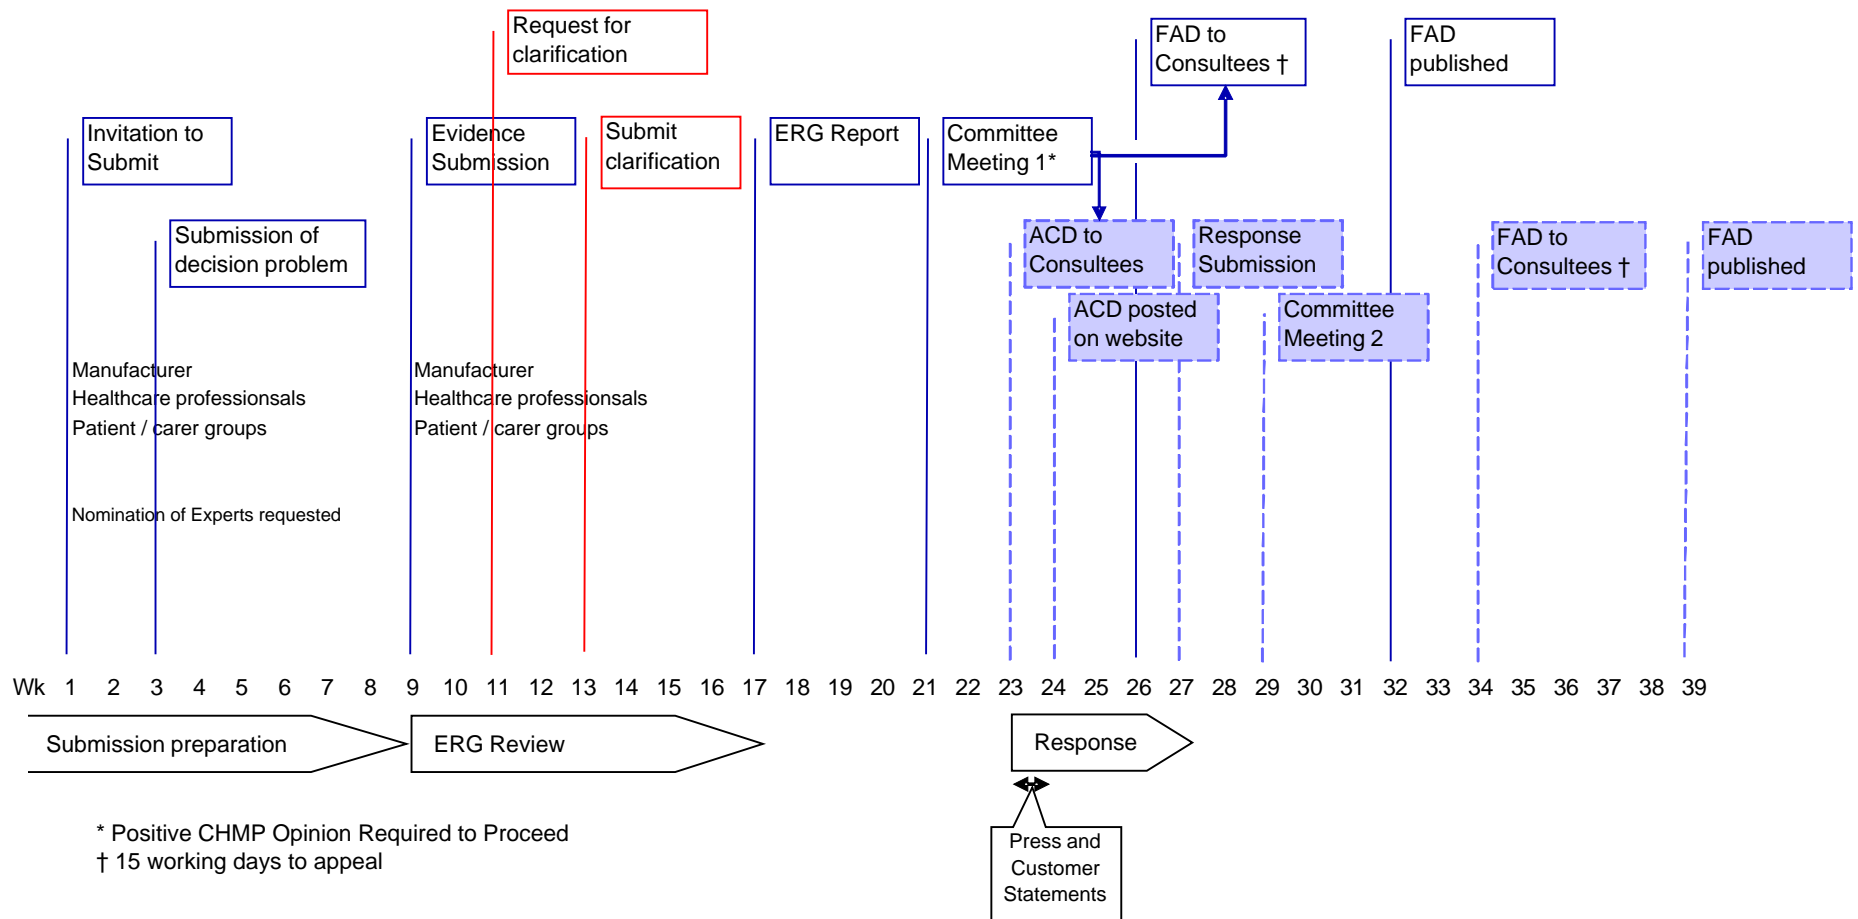 Request for
clarification
FAD to
Consultees †
FAD
published
Invitation to
Submit
Evidence
Submission
Submit
clarification
ERG Report
Committee
Meeting 1*
Submission of
decision problem
ACD to
Consultees
Response
Submission
FAD to
Consultees †
FAD
published
ACD posted
on website
Committee
Meeting 2
Manufacturer
Healthcare professionsals
Patient / carer groups
Manufacturer
Healthcare professionsals
Patient / carer groups
Nomination of Experts requested
Wk 1 2 3 4 5 6 7 8 9 10 11 12 13 14 15 16 17 18 19 20 21 22 23 24 25 26 27 28 29 30 31 32 33 34 35 36 37 38 39
Submission preparation
ERG Review
Response
* Positive CHMP Opinion Required to Proceed
† 15 working days to appeal
Press and
Customer
Statements